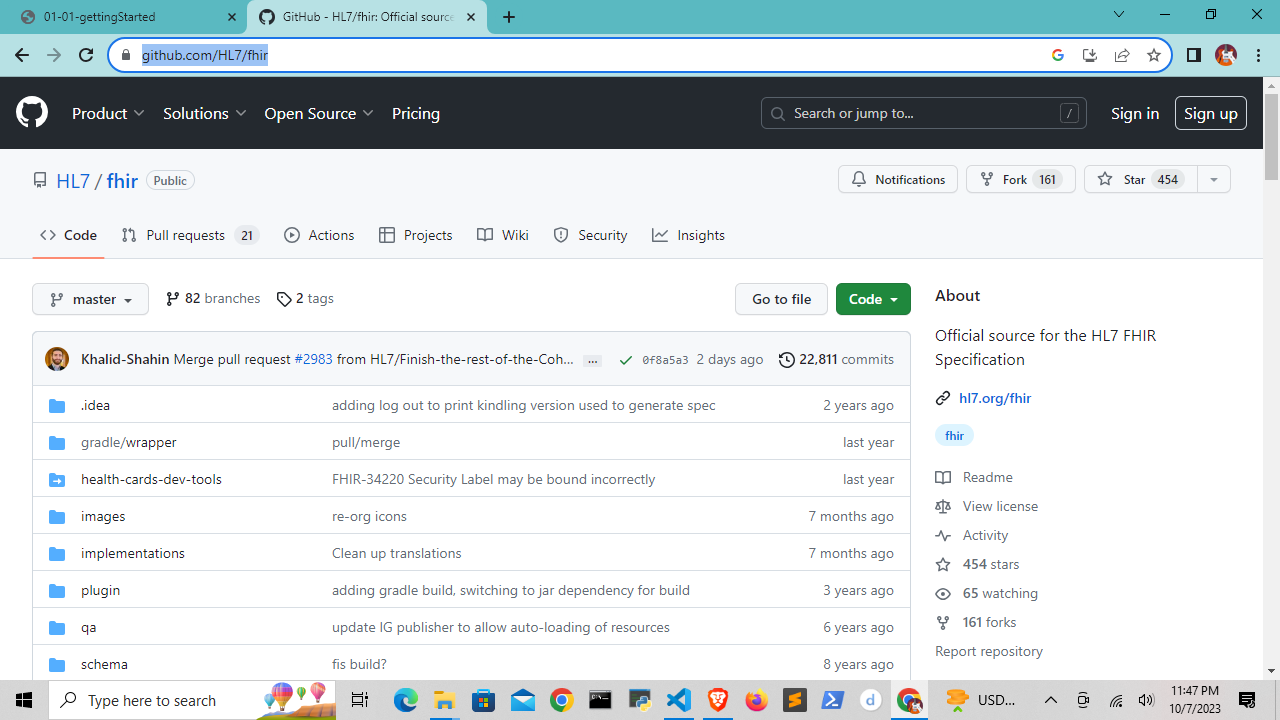 01-01-gettingStarted
GitHub - HL7/fhir: Official source
github.com/HL7/fhir
Product
Solutions
Open Source
Pricing
Search or jump to...
/
Sign in
Sign up
HL7 / fhir
Public
Notifications
Fork 161
Star 454
Code
Pull requests 21
Actions
Projects
Wiki
Security
Insights
master
82 branches
2 tags
Go to file
Code
Khalid-Shahin Merge pull request #2983 from HL7/Finish-the-rest-of-the-Coh... ... 0f8a5a3 2 days ago 22,811 commits
.idea adding log out to print kindling version used to generate spec 2 years ago
gradle/wrapper pull/merge last year
health-cards-dev-tools FHIR-34220 Security Label may be bound incorrectly last year
images re-org icons 7 months ago
implementations Clean up translations 7 months ago
plugin adding gradle build, switching to jar dependency for build 3 years ago
qa update IG publisher to allow auto-loading of resources 6 years ago
schema fis build? 8 years ago
About
Official source for the HL7 FHIR
Specification
hl7.org/fhir
fhir
Readme
View license
Activity
454 stars
65 watching
161 forks
Report repository
Type here to search
USD...
11:47 PM
10/7/2023